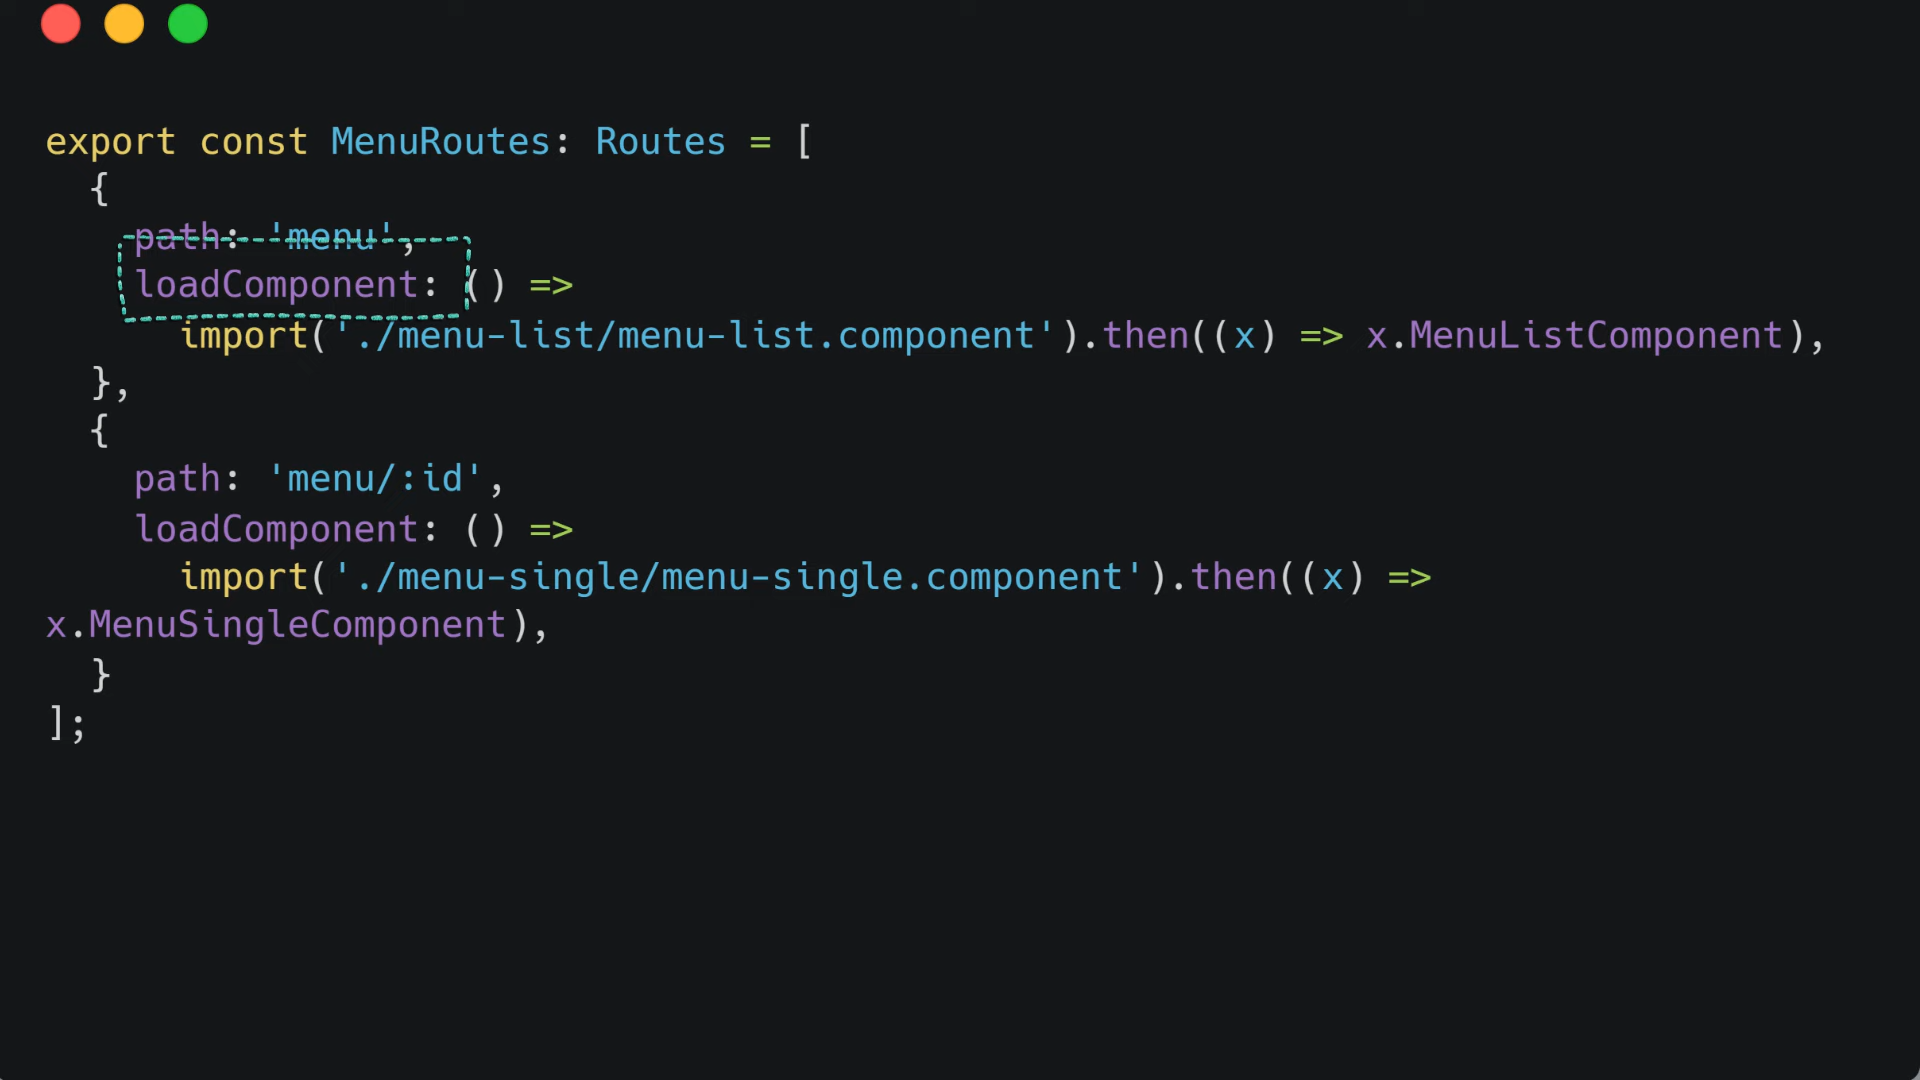 export const MenuRoutes: Routes = [
  {
    path: 'menu',
    loadComponent: () =>
      import('./menu-list/menu-list.component').then((x) => x.MenuListComponent),
  },
  {
    path: 'menu/:id',
    loadComponent: () =>
      import('./menu-single/menu-single.component').then((x) =>
x.MenuSingleComponent),
  }
];